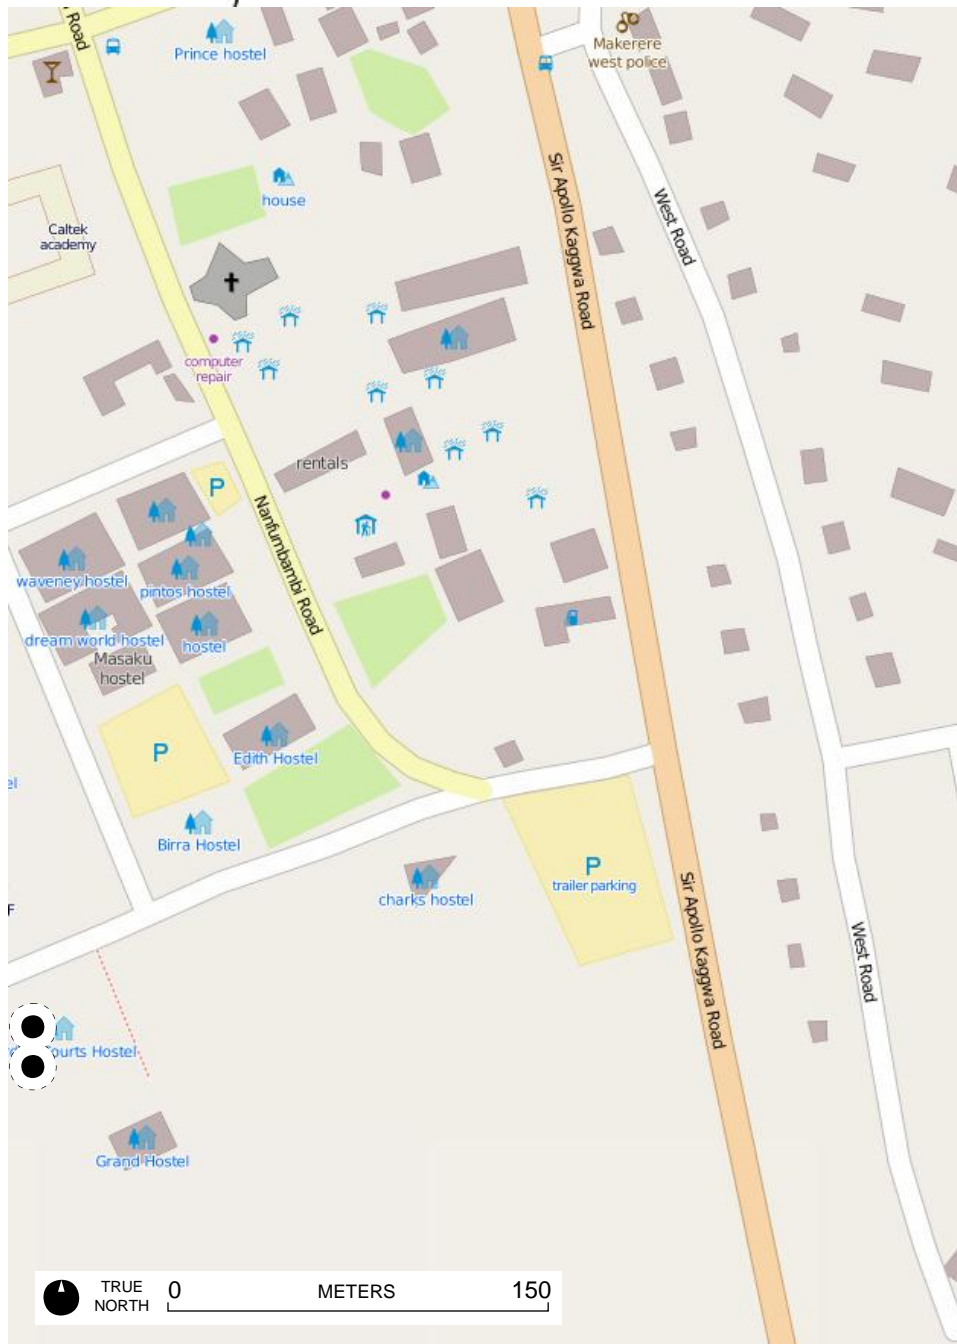 Road
Prince hostel
Makerere
west police
house
Sir Apollo Kaggwa Road
West Road
Caltek
academy
computer
repair
rentals
P
Nanfumbambi Road
waveney hostel
pintos hostel
dream world hostel
hostel
Masaku
hostel
P
Edith Hostel
Birra Hostel
P
trailer parking
charks hostel
Sir Apollo Kaggwa Road
West Road
ourts Hostel
Grand Hostel
TRUE
NORTH
0 METERS 150